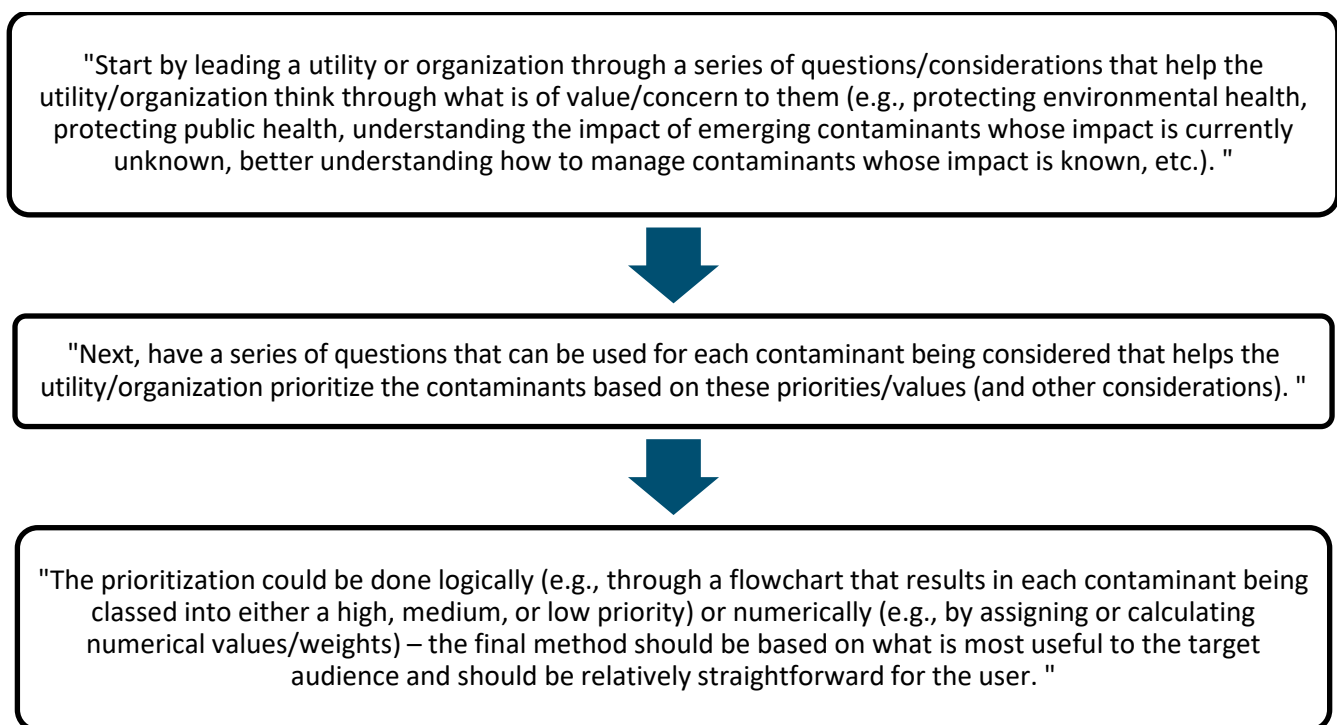 "Start by leading a utility or organization through a series of questions/considerations that help the
utility/organization think through what is of value/concern to them (e.g., protecting environmental health,
protecting public health, understanding the impact of emerging contaminants whose impact is currently
unknown, better understanding how to manage contaminants whose impact is known, etc.). "
"Next, have a series of questions that can be used for each contaminant being considered that helps the
utility/organization prioritize the contaminants based on these priorities/values (and other considerations). "
"The prioritization could be done logically (e.g., through a flowchart that results in each contaminant being
classed into either a high, medium, or low priority) or numerically (e.g., by assigning or calculating
numerical values/weights) – the final method should be based on what is most useful to the target
audience and should be relatively straightforward for the user. "